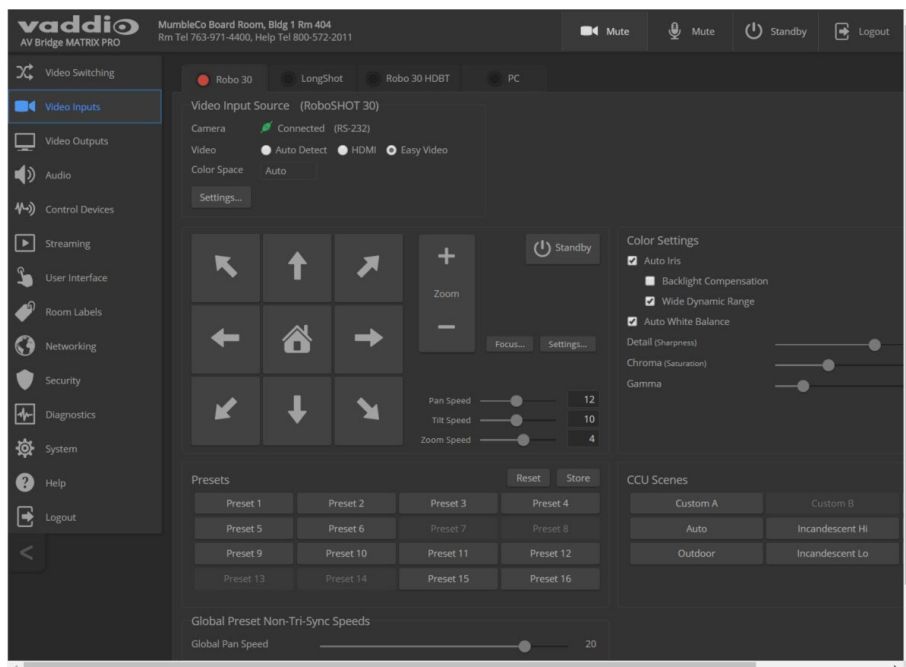 vaddio
AV Bridge MATRIX PRO
MumbleCo Board Room, Bldg 1 Rm 404
Rm Tel 763-971-4400, Help Tel 800-572-2011
Mute
Mute
Standby
Logout
Video Switching
Video Inputs
Video Outputs
Audio
Control Devices
Streaming
User Interface
Room Labels
Networking
Security
Diagnostics
System
Help
Logout
<
Robo 30
LongShot
Robo 30 HDBT
PC
Video Input Source (RoboSHOT 30)
Camera Connected (RS-232)
Video Auto Detect HDMI Easy Video
Color Space Auto
Settings...
+
Zoom
−
Standby
Focus... Settings...
Pan Speed 12
Tilt Speed 10
Zoom Speed 4
Color Settings
Auto Iris
Backlight Compensation
Wide Dynamic Range
Auto White Balance
Detail (Sharpness)
Chroma (Saturation)
Gamma
Presets Reset Store
Preset 1 Preset 2 Preset 3 Preset 4
Preset 5 Preset 6 Preset 7 Preset 8
Preset 9 Preset 10 Preset 11 Preset 12
Preset 13 Preset 14 Preset 15 Preset 16
CCU Scenes
Custom A Custom B
Auto Incandescent Hi
Outdoor Incandescent Lo
Global Preset Non-Tri-Sync Speeds
Global Pan Speed 20